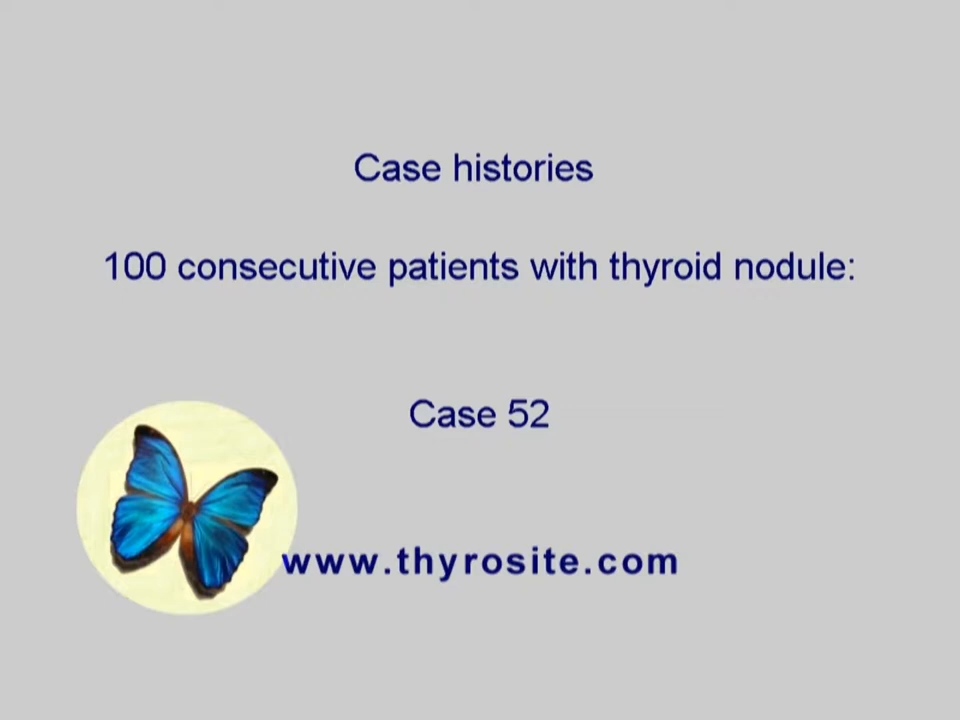 Case histories
100 consecutive patients with thyroid nodule:
Case 52
www.thyrosite.com